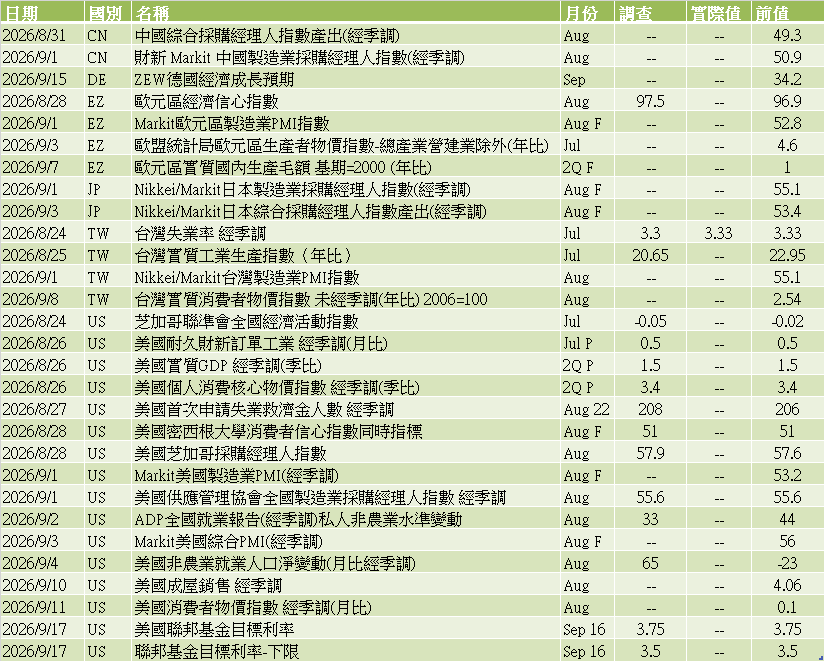 日期 國別 名稱 月份 調查 實際值 前值
2026/8/31 CN 中國綜合採購經理人指數產出(經季調) Aug -- -- 49.3
2026/9/1 CN 財新 Markit 中國製造業採購經理人指數(經季調) Aug -- -- 50.9
2026/9/15 DE ZEW德國經濟成長預期 Sep -- -- 34.2
2026/8/28 EZ 歐元區經濟信心指數 Aug 97.5 -- 96.9
2026/9/1 EZ Markit歐元區製造業PMI指數 Aug F -- -- 52.8
2026/9/3 EZ 歐盟統計局歐元區生產者物價指數-總產業營建業除外(年比) Jul -- -- 4.6
2026/9/7 EZ 歐元區實質國內生產毛額 基期=2000 (年比) 2Q F -- -- 1
2026/9/1 JP Nikkei/Markit日本製造業採購經理人指數(經季調) Aug F -- -- 55.1
2026/9/3 JP Nikkei/Markit日本綜合採購經理人指數產出(經季調) Aug F -- -- 53.4
2026/8/24 TW 台灣失業率 經季調 Jul 3.3 3.33 3.33
2026/8/25 TW 台灣實質工業生產指數（年比） Jul 20.65 -- 22.95
2026/9/1 TW Nikkei/Markit台灣製造業PMI指數 Aug -- -- 55.1
2026/9/8 TW 台灣實質消費者物價指數 未經季調(年比) 2006=100 Aug -- -- 2.54
2026/8/24 US 芝加哥聯準會全國經濟活動指數 Jul -0.05 -- -0.02
2026/8/26 US 美國耐久財新訂單工業 經季調(月比) Jul P 0.5 -- 0.5
2026/8/26 US 美國實質GDP 經季調(季比) 2Q P 1.5 -- 1.5
2026/8/26 US 美國個人消費核心物價指數 經季調(季比) 2Q P 3.4 -- 3.4
2026/8/27 US 美國首次申請失業救濟金人數 經季調 Aug 22 208 -- 206
2026/8/28 US 美國密西根大學消費者信心指數同時指標 Aug F 51 -- 51
2026/8/28 US 美國芝加哥採購經理人指數 Aug 57.9 -- 57.6
2026/9/1 US Markit美國製造業PMI(經季調) Aug F -- -- 53.2
2026/9/1 US 美國供應管理協會全國製造業採購經理人指數 經季調 Aug 55.6 -- 55.6
2026/9/2 US ADP全國就業報告(經季調)私人非農業水準變動 Aug 33 -- 44
2026/9/3 US Markit美國綜合PMI(經季調) Aug F -- -- 56
2026/9/4 US 美國非農業就業人口淨變動(月比經季調) Aug 65 -- -23
2026/9/10 US 美國成屋銷售 經季調 Aug -- -- 4.06
2026/9/11 US 美國消費者物價指數 經季調(月比) Aug -- -- 0.1
2026/9/17 US 美國聯邦基金目標利率 Sep 16 3.75 -- 3.75
2026/9/17 US 聯邦基金目標利率-下限 Sep 16 3.5 -- 3.5